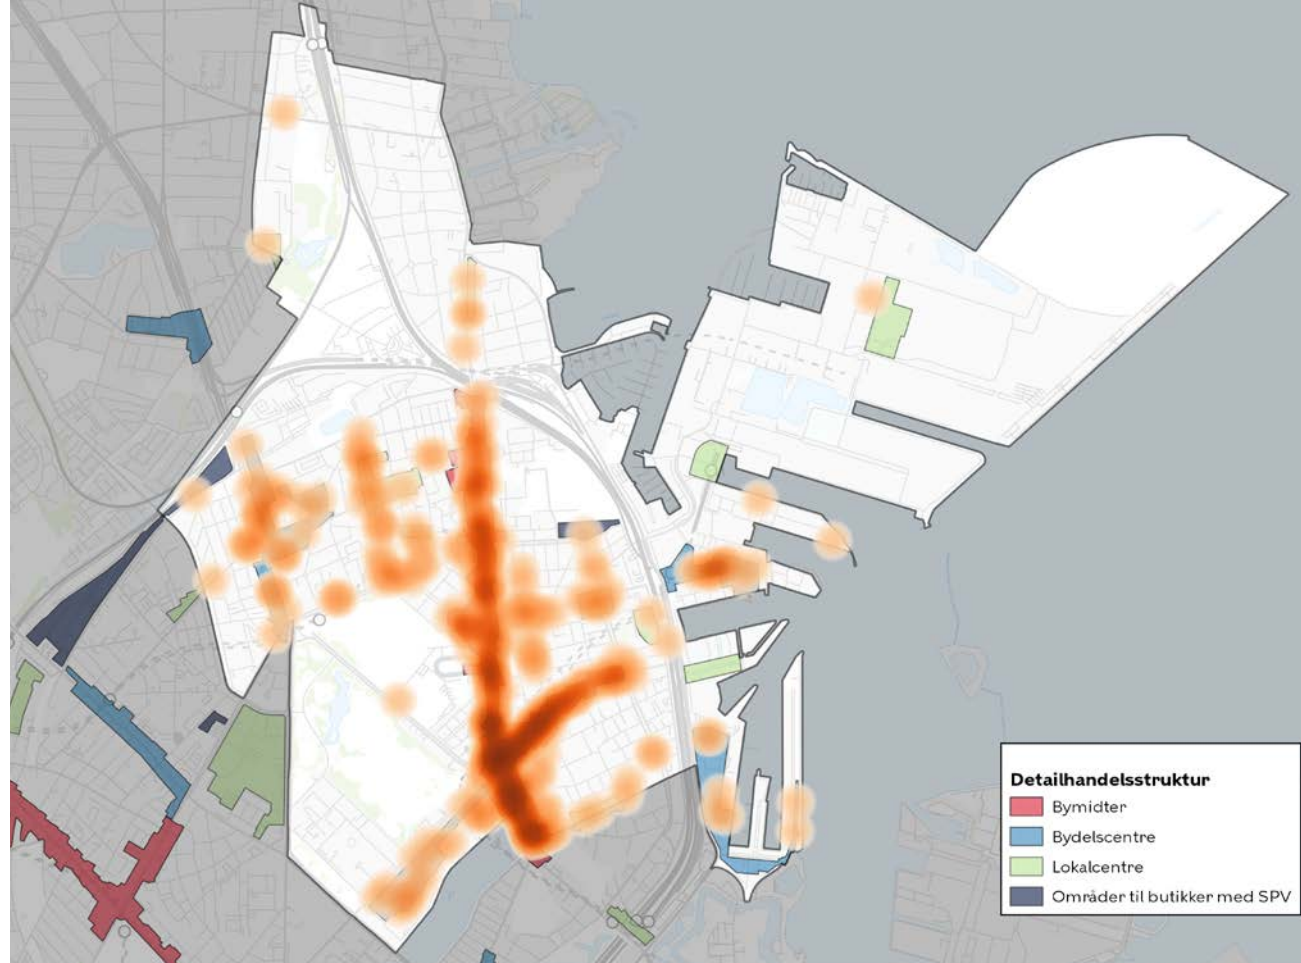 Detailhandelsstruktur
Bymidter
Bydelscentre
Lokalcentre
Områder til butikker med SPV